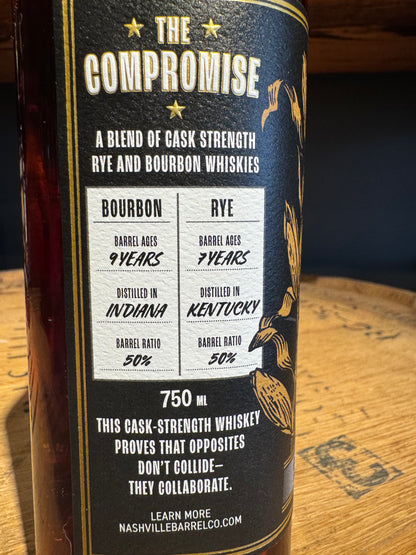 THE
COMPROMISE
A BLEND OF CASK STRENGTH
RYE AND BOURBON WHISKIES
BOURBON RYE
BARREL AGES BARREL AGES
9 YEARS 7 YEARS
DISTILLED IN DISTILLED IN
INDIANA KENTUCKY
BARREL RATIO BARREL RATIO
50% 50%
750 ML
THIS CASK-STRENGTH WHISKEY
PROVES THAT OPPOSITES
DON'T COLLIDE—
THEY COLLABORATE.
LEARN MORE
NASHVILLEBARRELCO.COM